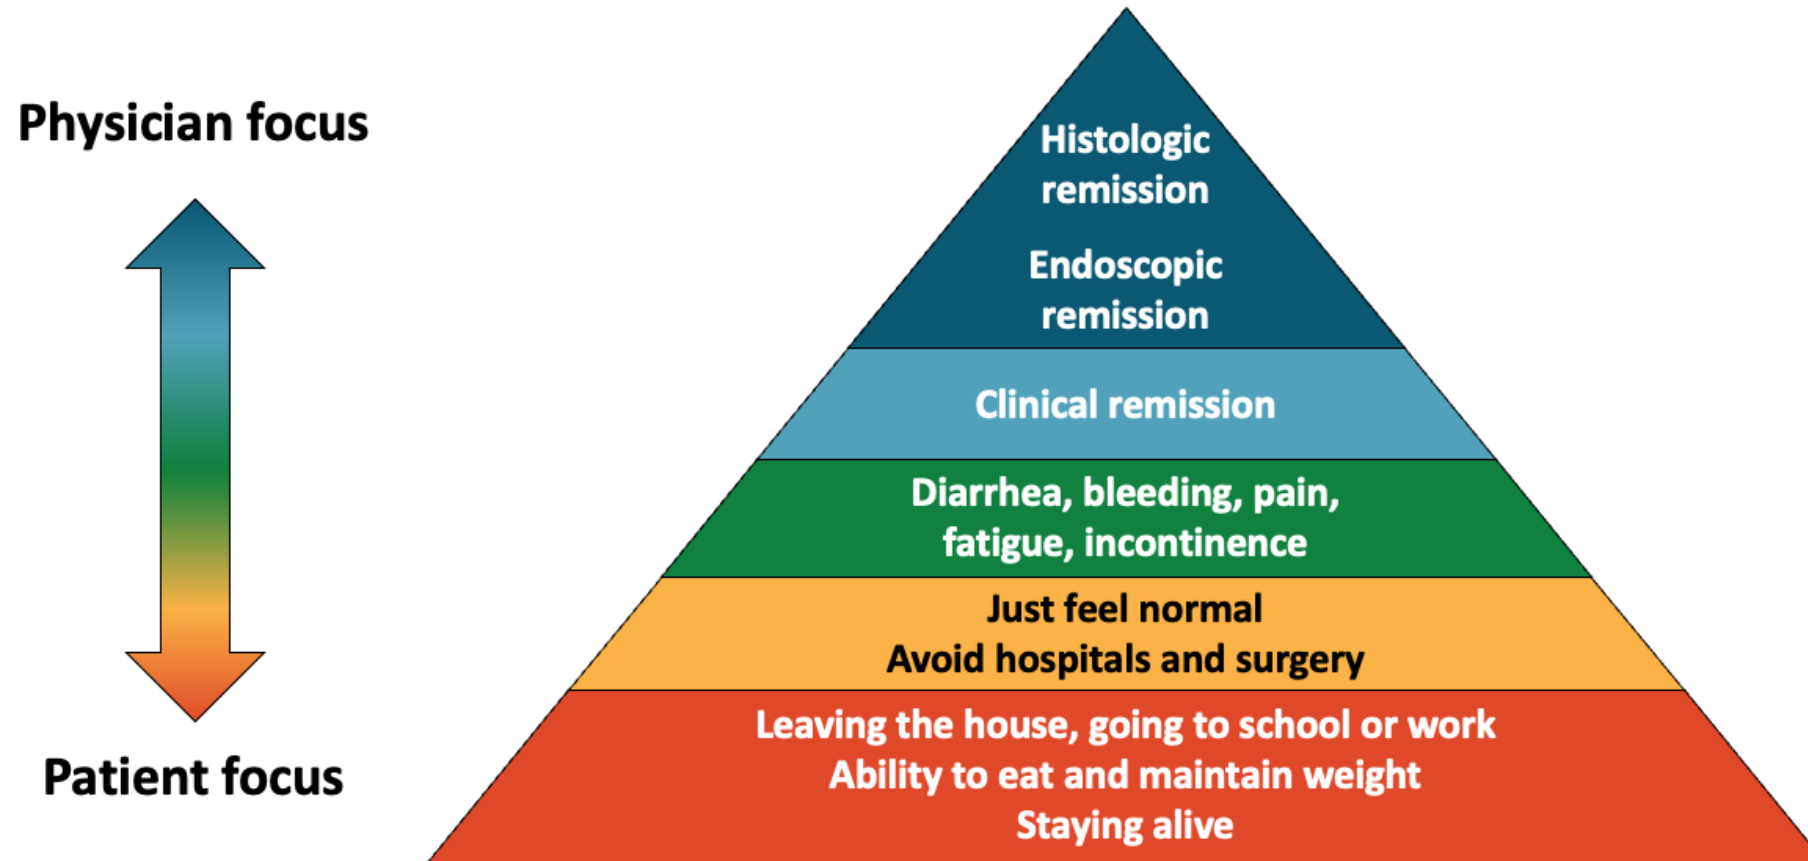 Physician focus
Patient focus
Histologic
remission
Endoscopic
remission
Clinical remission
Diarrhea, bleeding, pain,
fatigue, incontinence
Just feel normal
Avoid hospitals and surgery
Leaving the house, going to school or work
Ability to eat and maintain weight
Staying alive